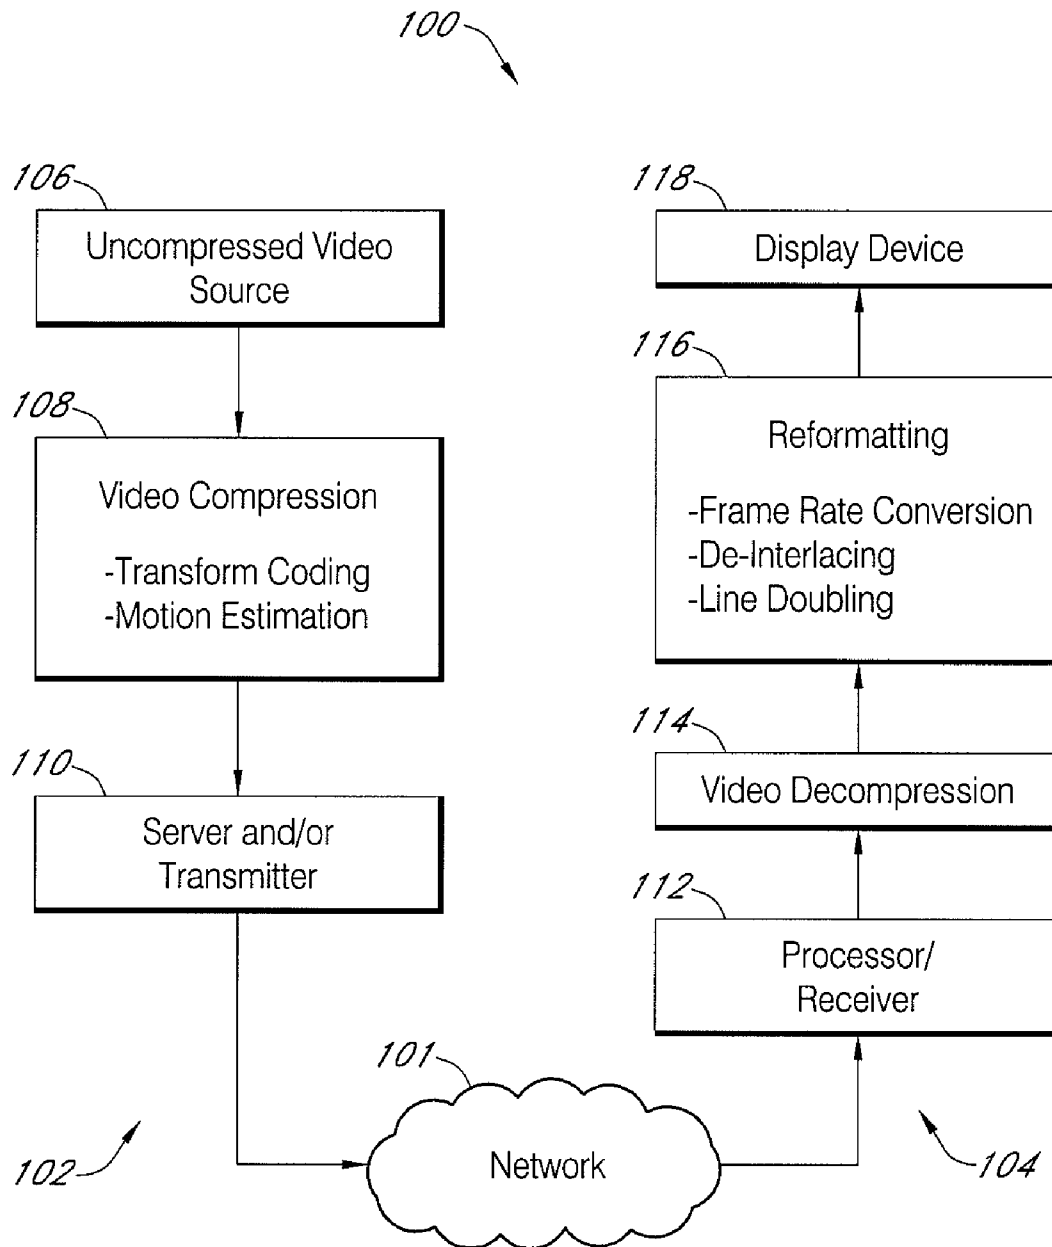 100
106
Uncompressed Video
Source
108
Video Compression
-Transform Coding
-Motion Estimation
110
Server and/or
Transmitter
102
101
Network
118
Display Device
116
Reformatting
-Frame Rate Conversion
-De-Interlacing
-Line Doubling
114
Video Decompression
112
Processor/
Receiver
104